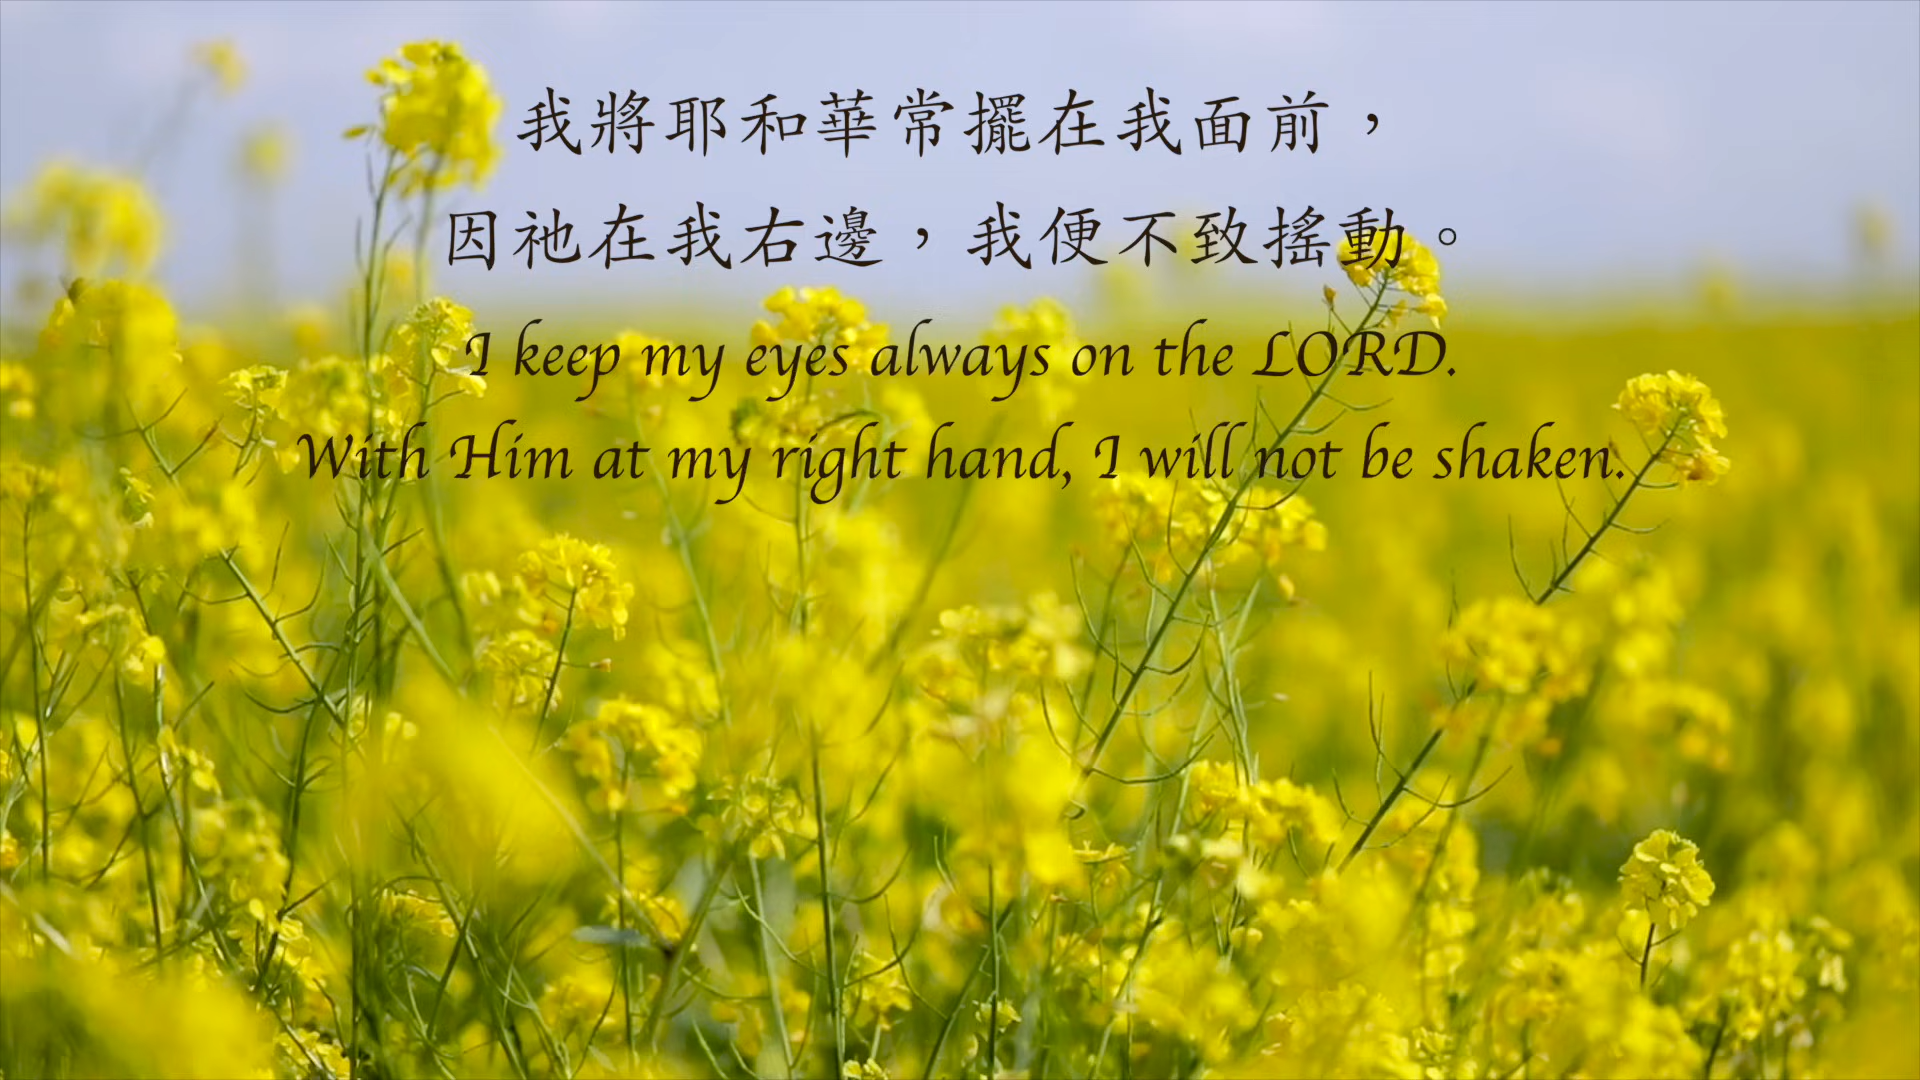 我將耶和華常擺在我面前，
因祂在我右邊，我便不致搖動。
I keep my eyes always on the LORD.
With Him at my right hand, I will not be shaken.